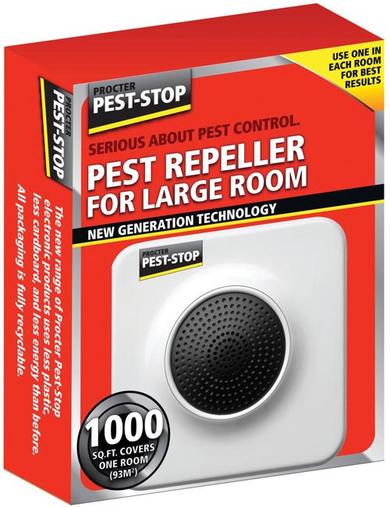 PROCTER
PEST-STOP
USE ONE IN
EACH ROOM
FOR BEST
RESULTS
SERIOUS ABOUT PEST CONTROL.
PEST REPELLER
FOR LARGE ROOM
NEW GENERATION TECHNOLOGY
PROCTER
PEST-STOP
1000
SQ.FT. COVERS
ONE ROOM
(93M²)
PROCTER
PEST-STOP
The new range of Procter Pest-Stop
electronic products uses less plastic,
less cardboard, and less energy than before.
All packaging is fully recyclable.